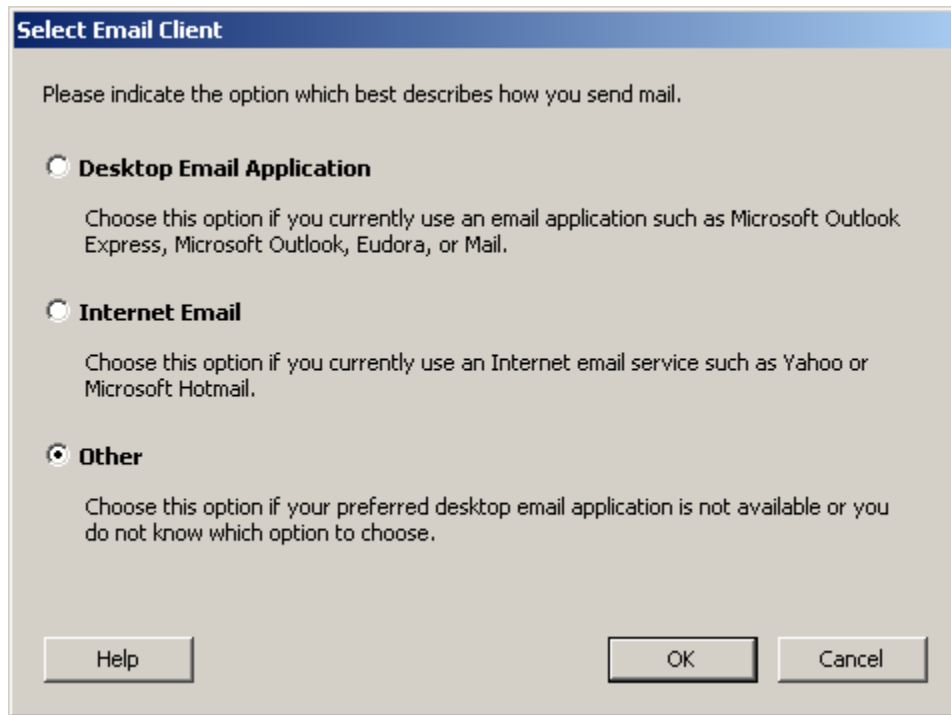 Select Email Client
Please indicate the option which best describes how you send mail.
Desktop Email Application
Choose this option if you currently use an email application such as Microsoft Outlook
Express, Microsoft Outlook, Eudora, or Mail.
Internet Email
Choose this option if you currently use an Internet email service such as Yahoo or
Microsoft Hotmail.
Other
Choose this option if your preferred desktop email application is not available or you
do not know which option to choose.
Help OK Cancel